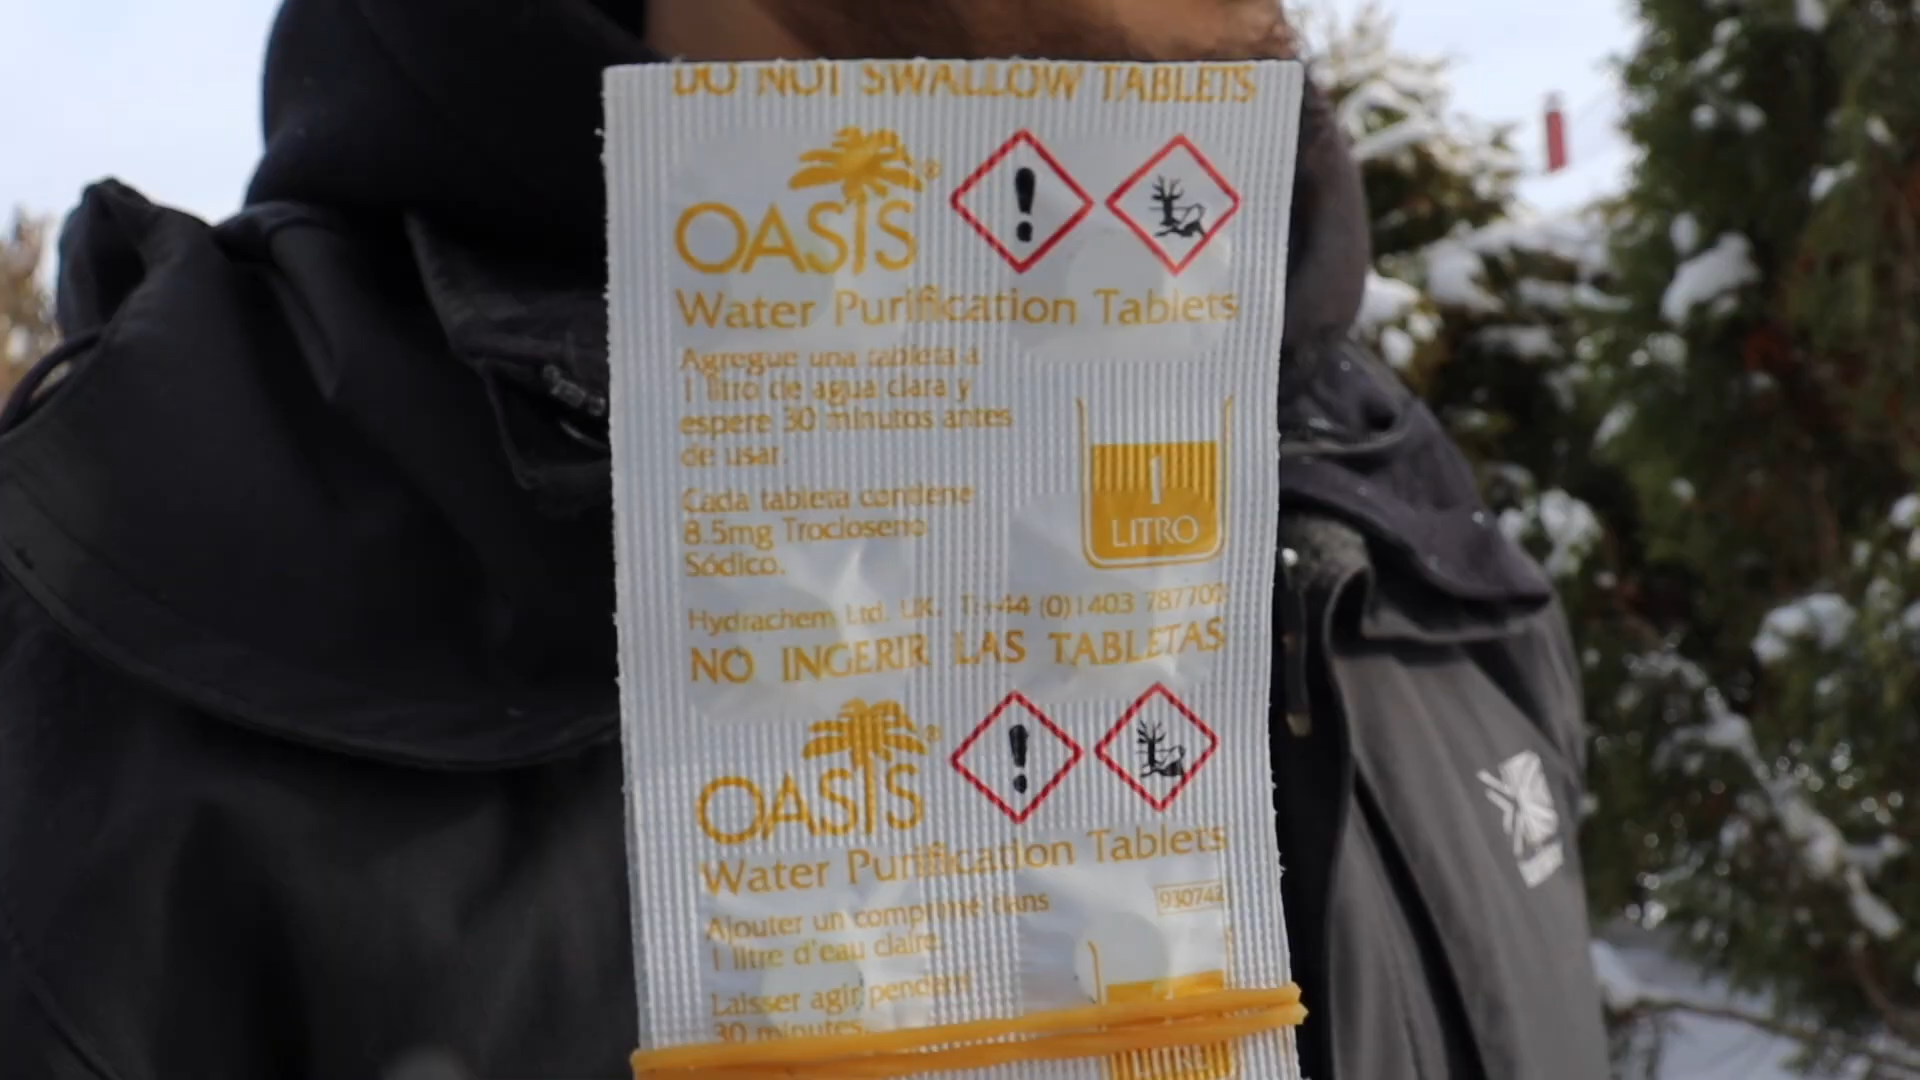 DO NOT SWALLOW TABLETS
OASIS®
Water Purification Tablets
Agregue una tableta a
1 litro de agua clara y
espere 30 minutos antes
de usar.
1
LITRO
Cada tableta contiene
8.5mg Trocloseno
Sódico.
Hydrachem Ltd. UK. T:+44 (0)1403 787700
NO INGERIR LAS TABLETAS
OASIS®
Water Purification Tablets
930742
Ajouter un comprimé dans
1 litre d'eau claire.
Laisser agir pendant
30 minutes.
LITRE